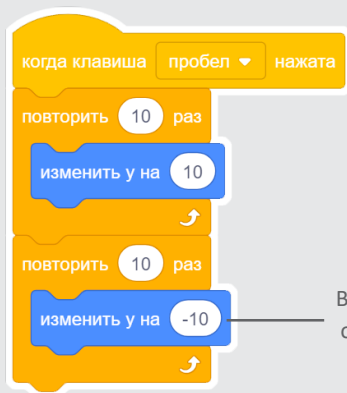 когда клавиша пробел нажата
повторить 10 раз
изменить y на 10
повторить 10 раз
изменить y на -10